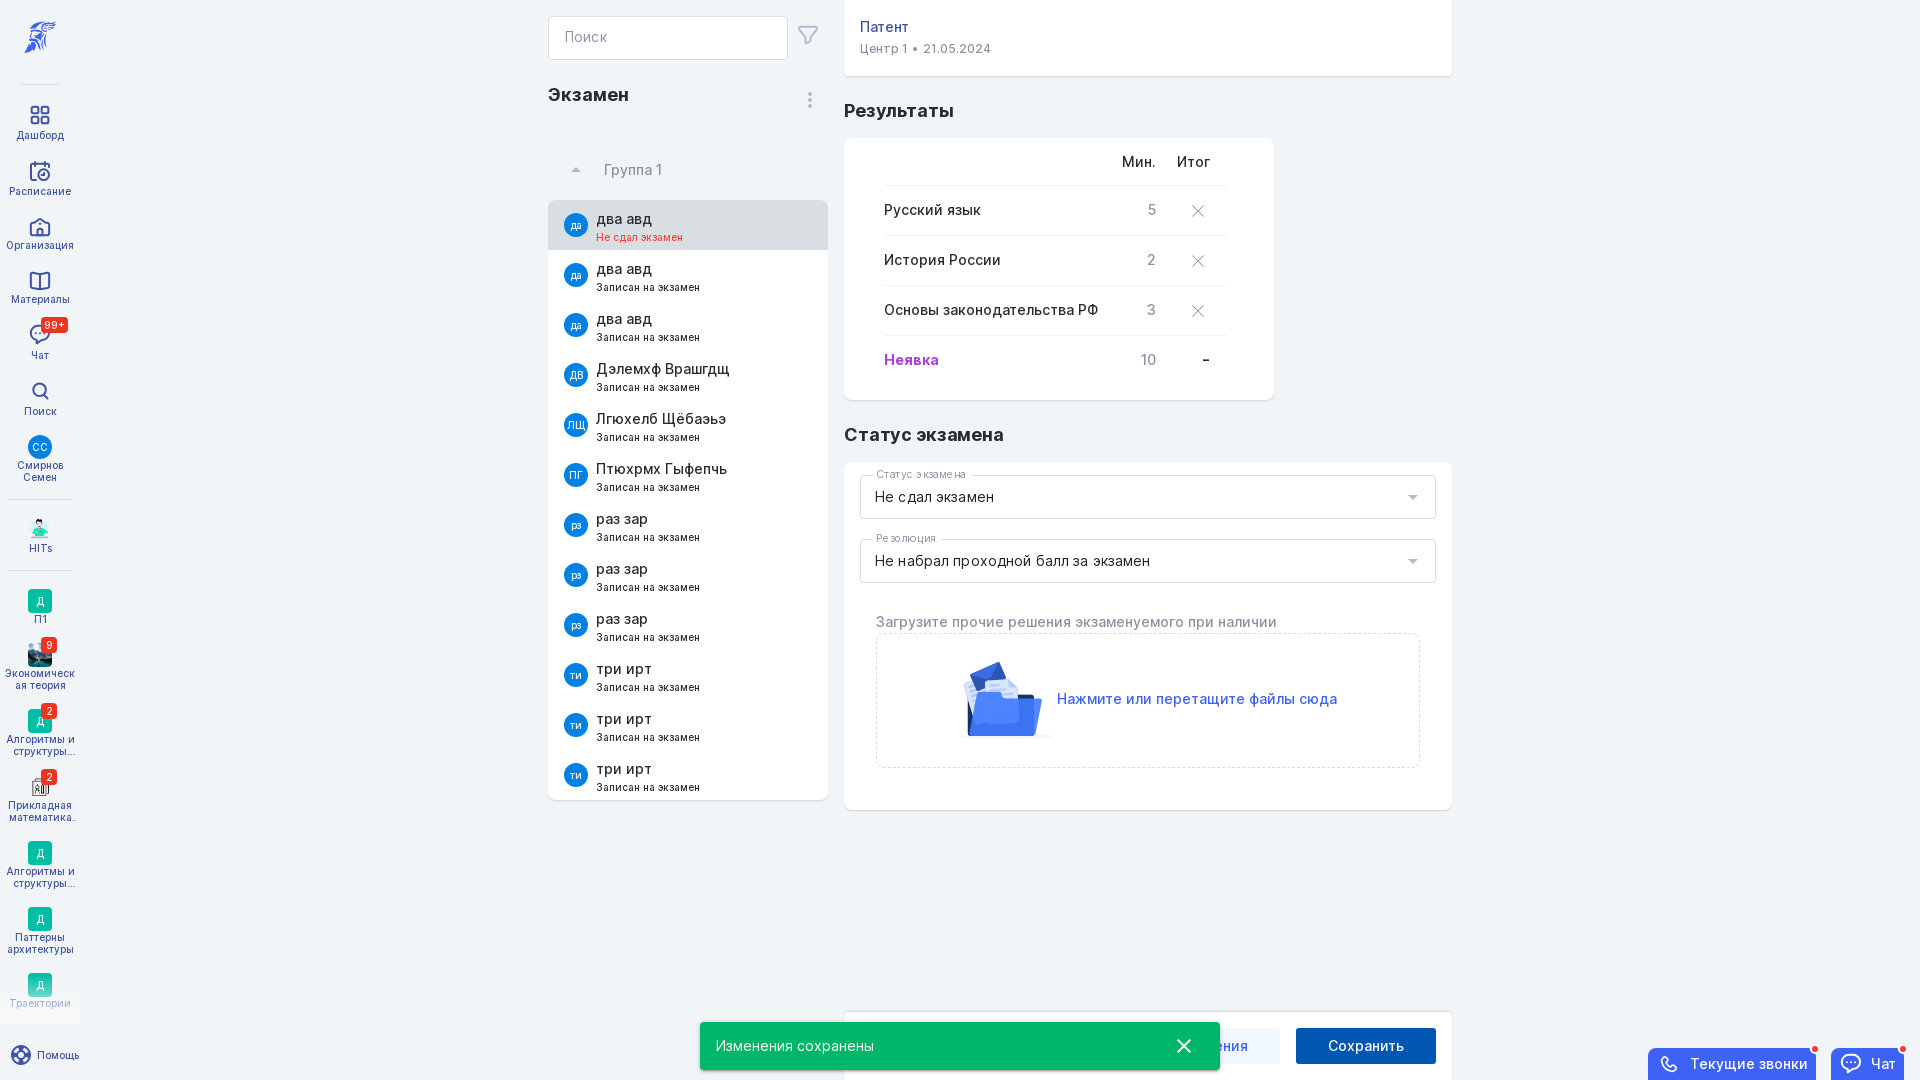 Дашборд
Расписание
Организация
Материалы
99+
Чат
Поиск
СС
Смирнов
Семен
HITs
Д
П1
9
Экономическ
ая теория
Д
2
Алгоритмы и
структуры...
2
Прикладная
математика.
Д
Алгоритмы и
структуры...
Д
Паттерны
архитектуры
Д
Траектории
Помощь
Поиск
Экзамен
Группа 1
да
два авд
Не сдал экзамен
да
два авд
Записан на экзамен
да
два авд
Записан на экзамен
ДВ
Дэлемхф Врашгдщ
Записан на экзамен
ЛЩ
Лгюхелб Щёбаэьэ
Записан на экзамен
ПГ
Птюхрмх Гыфепчь
Записан на экзамен
рз
раз зар
Записан на экзамен
рз
раз зар
Записан на экзамен
рз
раз зар
Записан на экзамен
ти
три ирт
Записан на экзамен
ти
три ирт
Записан на экзамен
ти
три ирт
Записан на экзамен
Патент
Центр 1 • 21.05.2024
Результаты
Мин. Итог
Русский язык 5
История России 2
Основы законодательства РФ 3
Неявка 10 –
Статус экзамена
Статус экзамена
Не сдал экзамен
Резолюция
Не набрал проходной балл за экзамен
Загрузите прочие решения экзаменуемого при наличии
Нажмите или перетащите файлы сюда
Изменения сохранены
Сохранить
Текущие звонки
Чат